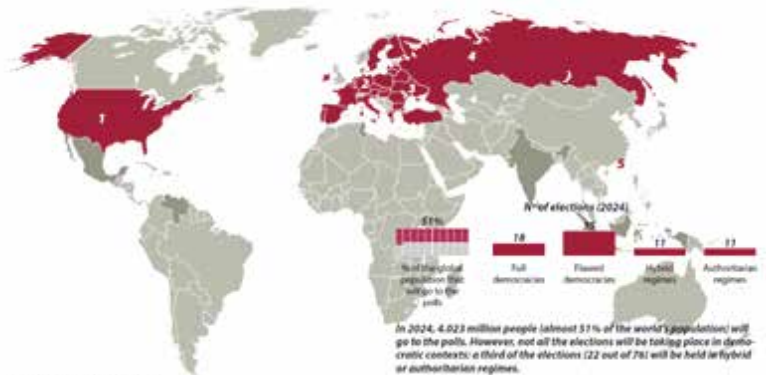 1
4
5
Nº of elections (2024)
51%
18
11
11
% of the global
population that
will go to the
polls
Full
democracies
Flawed
democracies
Hybrid
regimes
Authoritarian
regimes
In 2024, 4.023 million people (almost 51% of the world's population) will
go to the polls. However, not all the elections will be taking place in demo-
cratic contexts: a third of the elections (22 out of 76) will be held in hybrid
or authoritarian regimes.